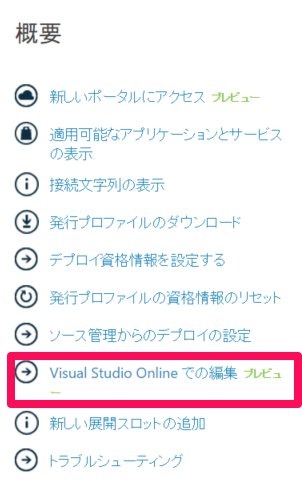 概要
新しいポータルにアクセス プレビュー
適用可能なアプリケーションとサービス
の表示
接続文字列の表示
発行プロファイルのダウンロード
デプロイ資格情報を設定する
発行プロファイルの資格情報のリセット
ソース管理からのデプロイの設定
Visual Studio Online での編集 プレビュ
ー
新しい展開スロットの追加
トラブルシューティング